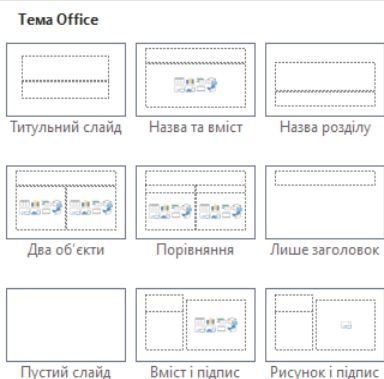 Тема Office
Титульний слайд
Назва та вміст
Назва розділу
Два об'єкти
Порівняння
Лише заголовок
Пустий слайд
Вміст і підпис
Рисунок і підпис